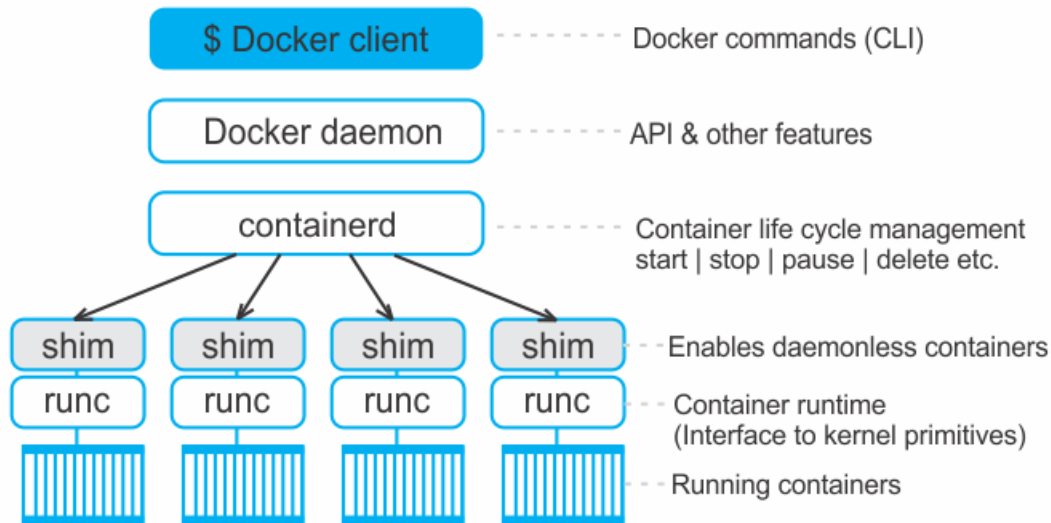 $ Docker client
Docker commands (CLI)
Docker daemon
API & other features
containerd
Container life cycle management
start | stop | pause | delete etc.
shim shim shim shim
Enables daemonless containers
runc runc runc runc
Container runtime
(Interface to kernel primitives)
Running containers